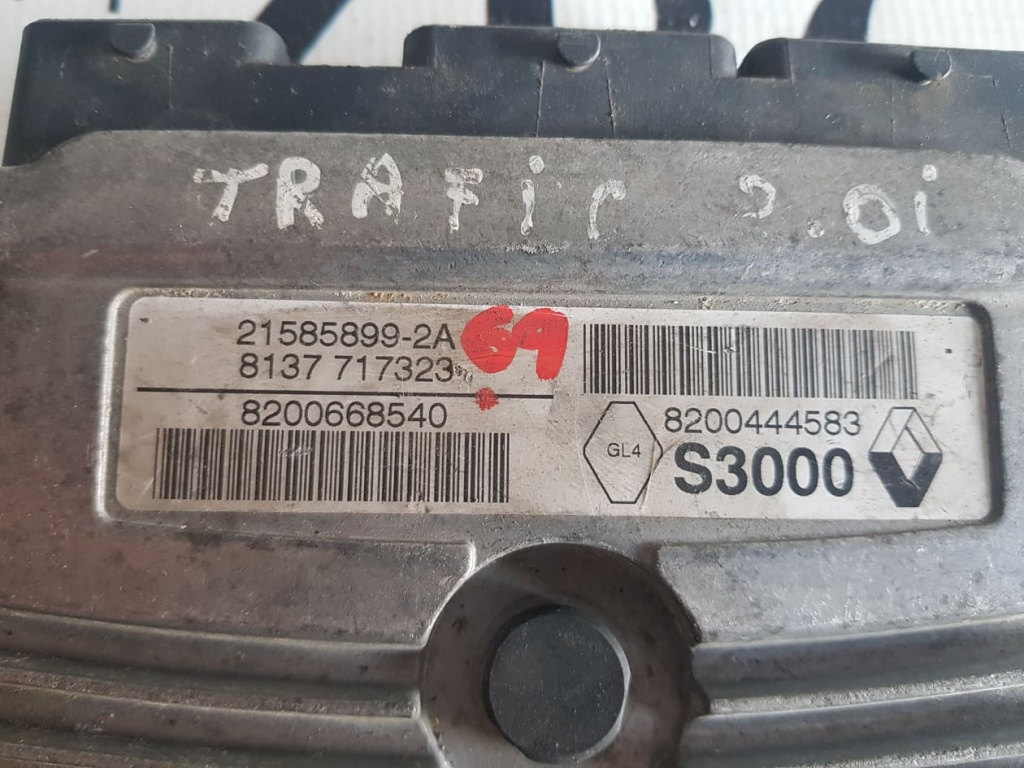 TRAFIC 2.0i
21585899-2A 69
8137 717323
8200668540
8200444583
GL4 S3000